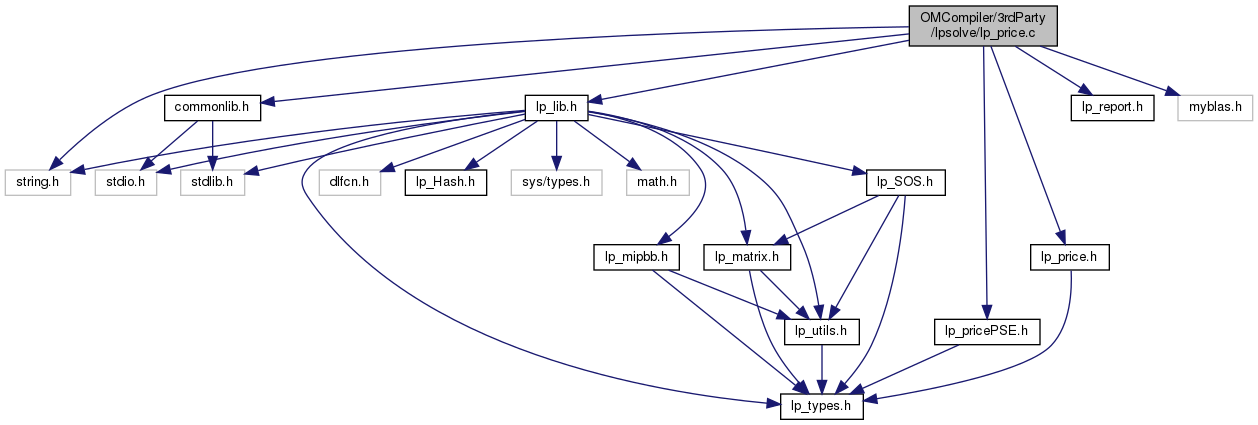 OMCompiler/3rdParty
/lpsolve/lp_price.c
commonlib.h
lp_lib.h
lp_report.h
myblas.h
string.h
stdio.h
stdlib.h
dlfcn.h
lp_Hash.h
sys/types.h
math.h
lp_SOS.h
lp_mipbb.h
lp_matrix.h
lp_price.h
lp_utils.h
lp_pricePSE.h
lp_types.h